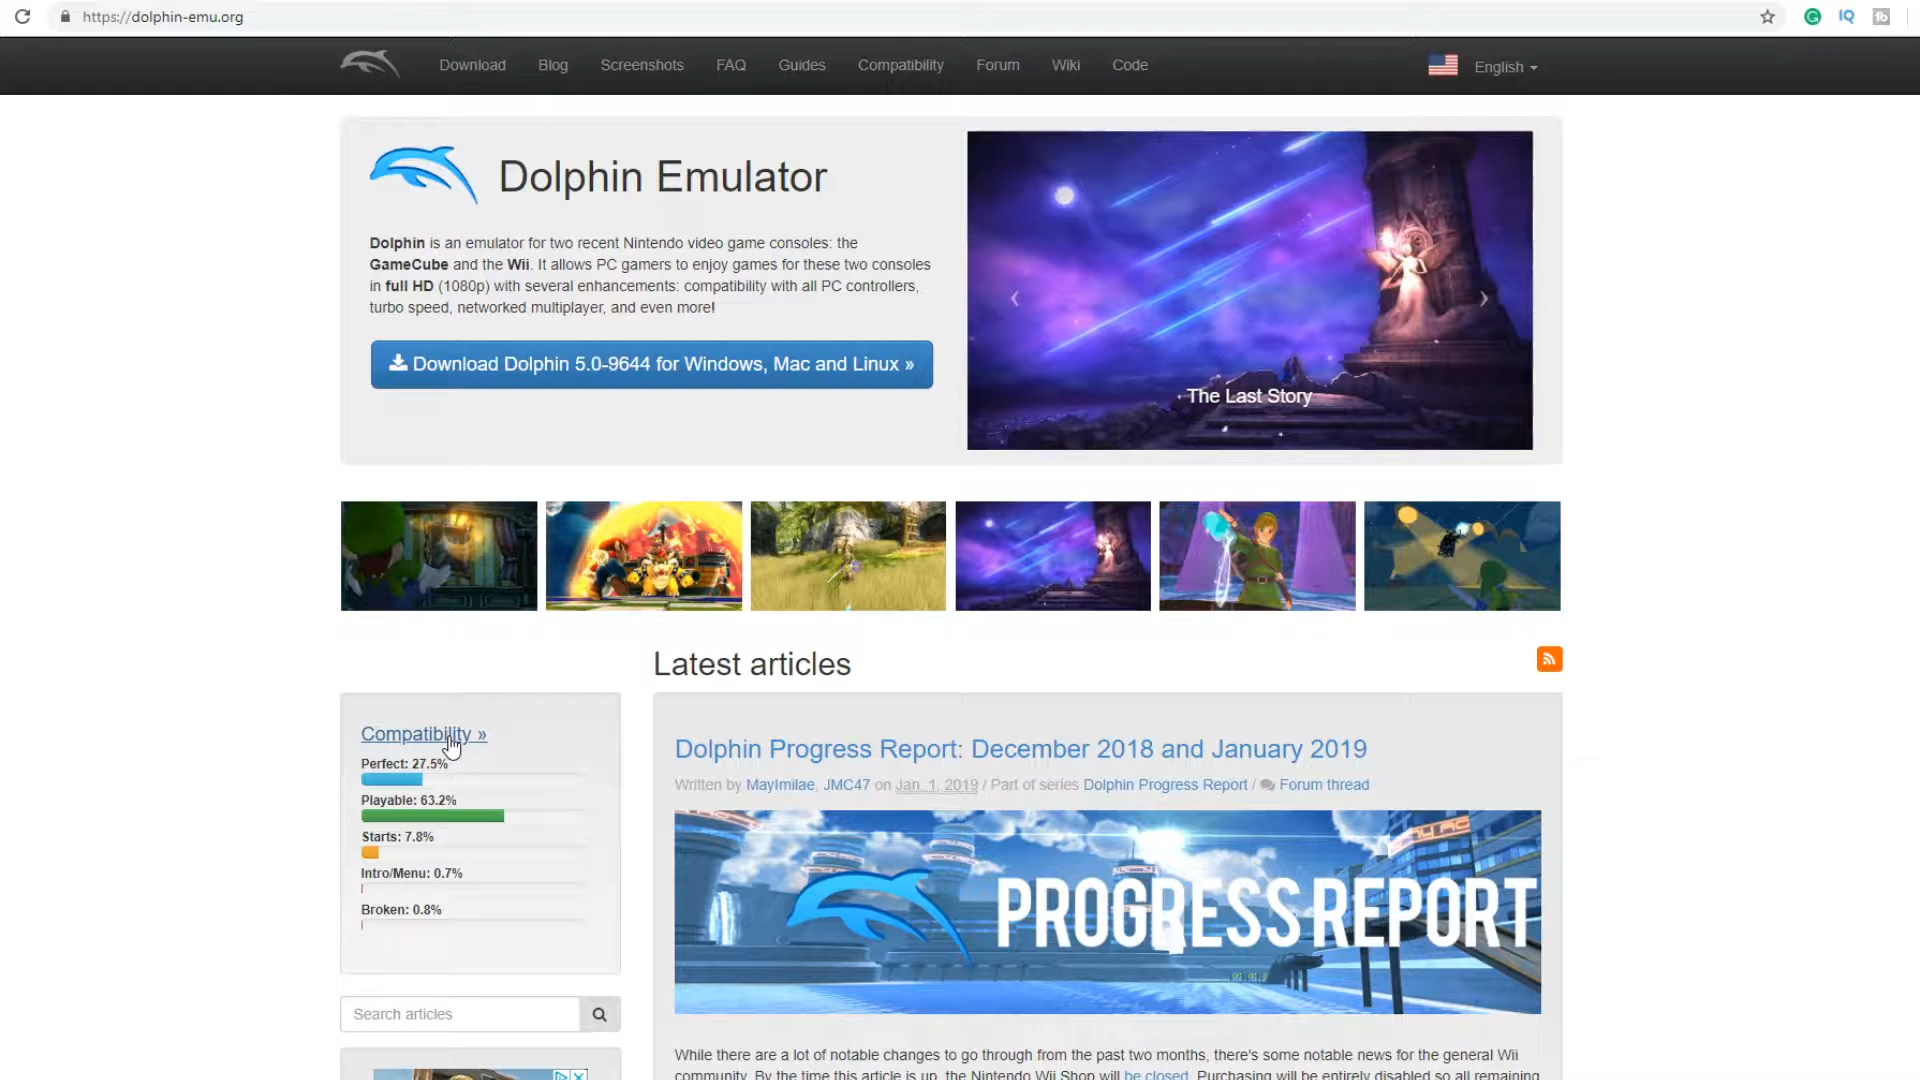 https://dolphin-emu.org
IQ
Download Blog Screenshots FAQ Guides Compatibility Forum Wiki Code English
Dolphin Emulator
Dolphin is an emulator for two recent Nintendo video game consoles: the
GameCube and the Wii. It allows PC gamers to enjoy games for these two consoles
in full HD (1080p) with several enhancements: compatibility with all PC controllers,
turbo speed, networked multiplayer, and even more!
Download Dolphin 5.0-9644 for Windows, Mac and Linux »
The Last Story
Latest articles
Compatibility »
Perfect: 27.5%
Playable: 63.2%
Starts: 7.8%
Intro/Menu: 0.7%
Broken: 0.8%
Search articles
Dolphin Progress Report: December 2018 and January 2019
Written by MayImilae, JMC47 on Jan. 1, 2019 / Part of series Dolphin Progress Report / Forum thread
PROGRESS REPORT
While there are a lot of notable changes to go through from the past two months, there's some notable news for the general Wii
community. By the time this article is up, the Nintendo Wii Shop will be closed. Purchasing will be entirely disabled so all remaining